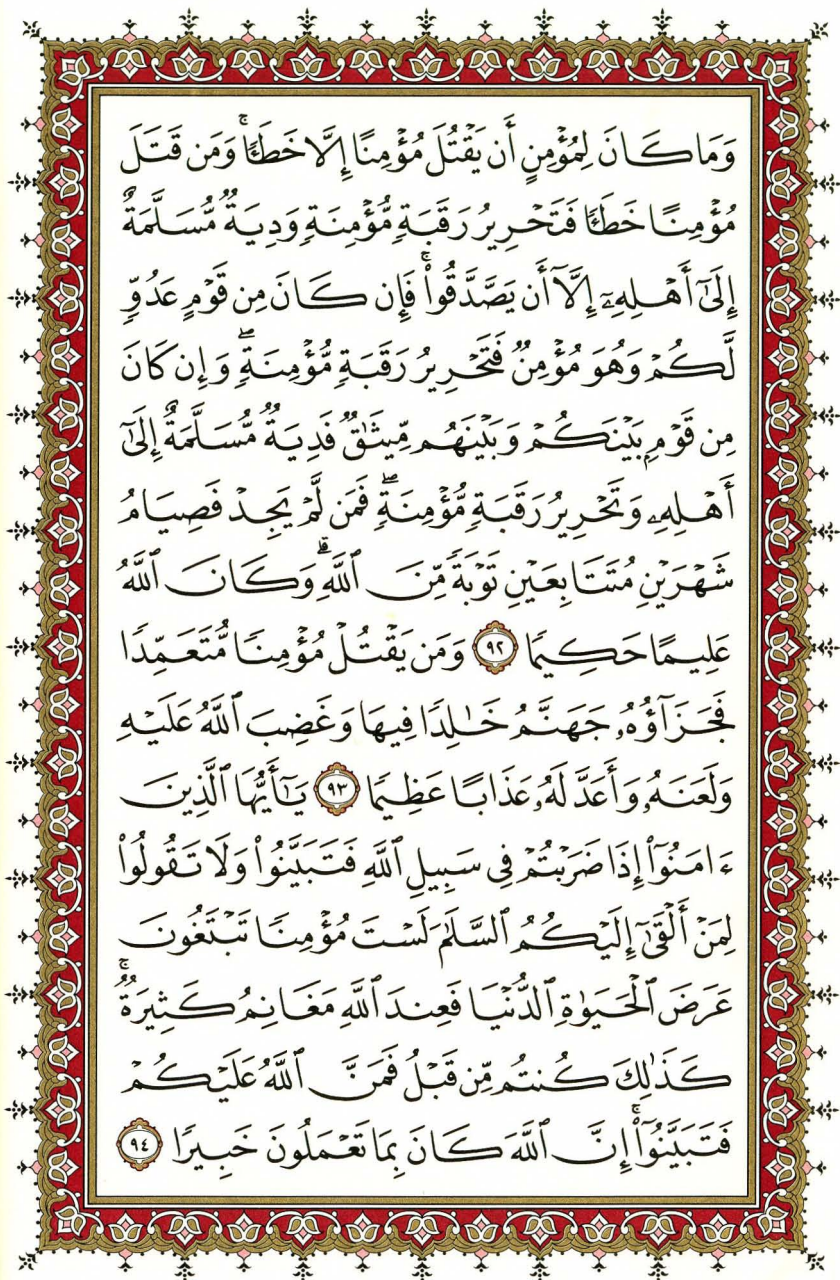 وَمَا كَانَ لِمُؤْمِنٍ أَن يَقْتُلَ مُؤْمِنًا إِلَّا خَطَـًٔا ۚ وَمَن قَتَلَ
مُؤْمِنًا خَطَـًٔا فَتَحْرِيرُ رَقَبَةٍ مُّؤْمِنَةٍ وَدِيَةٌ مُّسَلَّمَةٌ
إِلَىٰٓ أَهْلِهِۦٓ إِلَّآ أَن يَصَّدَّقُوا۟ ۚ فَإِن كَانَ مِن قَوْمٍ عَدُوٍّ
لَّكُمْ وَهُوَ مُؤْمِنٌ فَتَحْرِيرُ رَقَبَةٍ مُّؤْمِنَةٍ ۖ وَإِن كَانَ
مِن قَوْمٍۭ بَيْنَكُمْ وَبَيْنَهُم مِّيثَـٰقٌ فَدِيَةٌ مُّسَلَّمَةٌ إِلَىٰٓ
أَهْلِهِۦ وَتَحْرِيرُ رَقَبَةٍ مُّؤْمِنَةٍ ۖ فَمَن لَّمْ يَجِدْ فَصِيَامُ
شَهْرَيْنِ مُتَتَابِعَيْنِ تَوْبَةً مِّنَ ٱللَّهِ ۗ وَكَانَ ٱللَّهُ
عَلِيمًا حَكِيمًا ٩٢ وَمَن يَقْتُلْ مُؤْمِنًا مُّتَعَمِّدًا
فَجَزَآؤُهُۥ جَهَنَّمُ خَـٰلِدًا فِيهَا وَغَضِبَ ٱللَّهُ عَلَيْهِ
وَلَعَنَهُۥ وَأَعَدَّ لَهُۥ عَذَابًا عَظِيمًا ٩٣ يَـٰٓأَيُّهَا ٱلَّذِينَ
ءَامَنُوٓا۟ إِذَا ضَرَبْتُمْ فِى سَبِيلِ ٱللَّهِ فَتَبَيَّنُوا۟ وَلَا تَقُولُوا۟
لِمَنْ أَلْقَىٰٓ إِلَيْكُمُ ٱلسَّلَـٰمَ لَسْتَ مُؤْمِنًا تَبْتَغُونَ
عَرَضَ ٱلْحَيَوٰةِ ٱلدُّنْيَا فَعِندَ ٱللَّهِ مَغَانِمُ كَثِيرَةٌ ۚ
كَذَٰلِكَ كُنتُم مِّن قَبْلُ فَمَنَّ ٱللَّهُ عَلَيْكُمْ
فَتَبَيَّنُوٓا۟ ۚ إِنَّ ٱللَّهَ كَانَ بِمَا تَعْمَلُونَ خَبِيرًا ٩٤